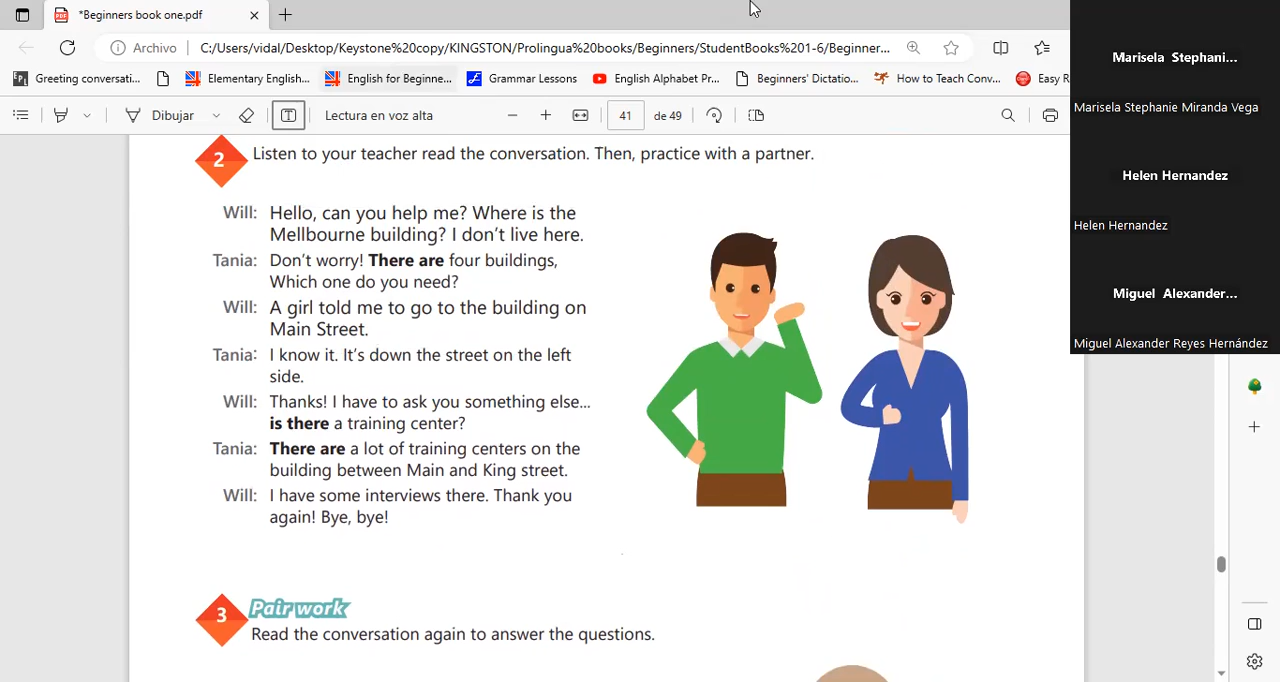 *Beginners book one.pdf
Archivo
C:/Users/vidal/Desktop/Keystone%20copy/KINGSTON/Prolingua%20books/Beginners/StudentBooks%201-6/Beginner...
Greeting conversati...
Elementary English...
English for Beginne...
Grammar Lessons
English Alphabet Pr...
Beginners' Dictatio...
How to Teach Conv...
Easy R
Dibujar
Lectura en voz alta
41
de 49
2
Listen to your teacher read the conversation. Then, practice with a partner.
Will: Hello, can you help me? Where is the
Mellbourne building? I don't live here.
Tania: Don't worry! There are four buildings,
Which one do you need?
Will: A girl told me to go to the building on
Main Street.
Tania: I know it. It's down the street on the left
side.
Will: Thanks! I have to ask you something else...
is there a training center?
Tania: There are a lot of training centers on the
building between Main and King street.
Will: I have some interviews there. Thank you
again! Bye, bye!
3
Pair work
Read the conversation again to answer the questions.
Marisela Stephani...
Marisela Stephanie Miranda Vega
Helen Hernandez
Helen Hernandez
Miguel Alexander...
Miguel Alexander Reyes Hernández